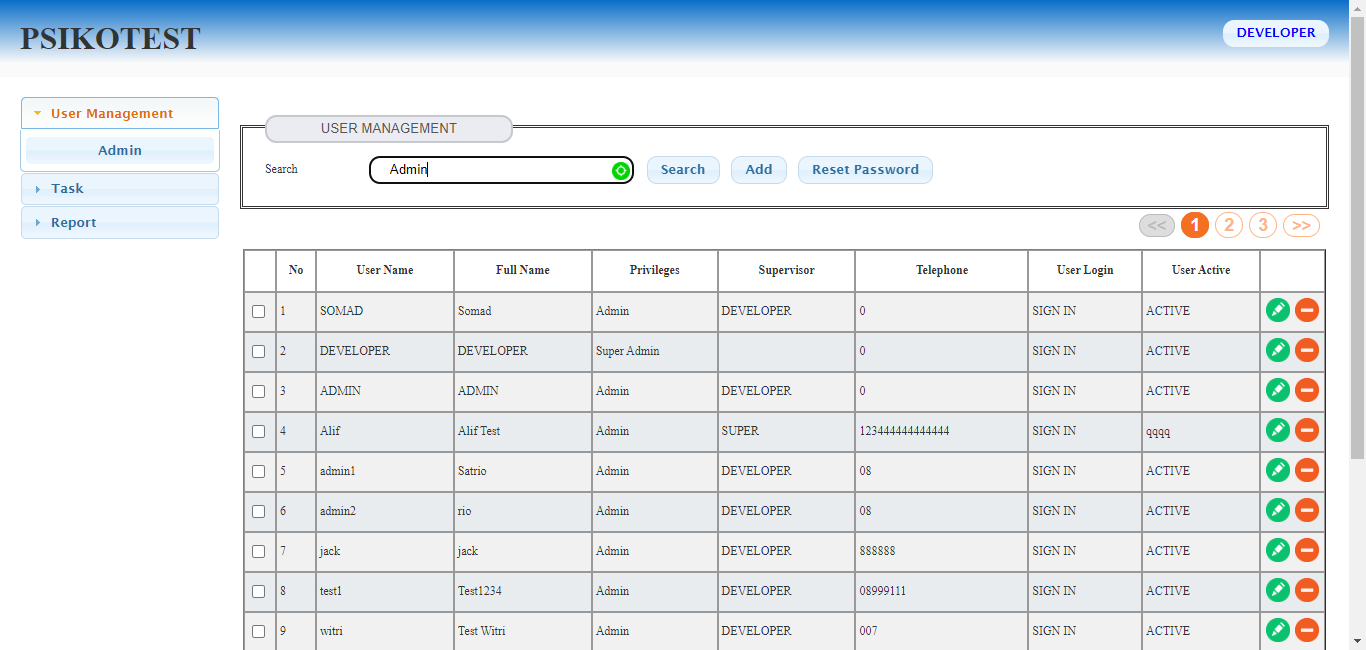 PSIKOTEST
DEVELOPER
User Management
Admin
Task
Report
USER MANAGEMENT
Search Admin Search Add Reset Password
<< 1 2 3 >>
No User Name Full Name Privileges Supervisor Telephone User Login User Active
1 SOMAD Somad Admin DEVELOPER 0 SIGN IN ACTIVE
2 DEVELOPER DEVELOPER Super Admin 0 SIGN IN ACTIVE
3 ADMIN ADMIN Admin DEVELOPER 0 SIGN IN ACTIVE
4 Alif Alif Test Admin SUPER 123444444444444 SIGN IN qqqq
5 admin1 Satrio Admin DEVELOPER 08 SIGN IN ACTIVE
6 admin2 rio Admin DEVELOPER 08 SIGN IN ACTIVE
7 jack jack Admin DEVELOPER 888888 SIGN IN ACTIVE
8 test1 Test1234 Admin DEVELOPER 08999111 SIGN IN ACTIVE
9 witri Test Witri Admin DEVELOPER 007 SIGN IN ACTIVE